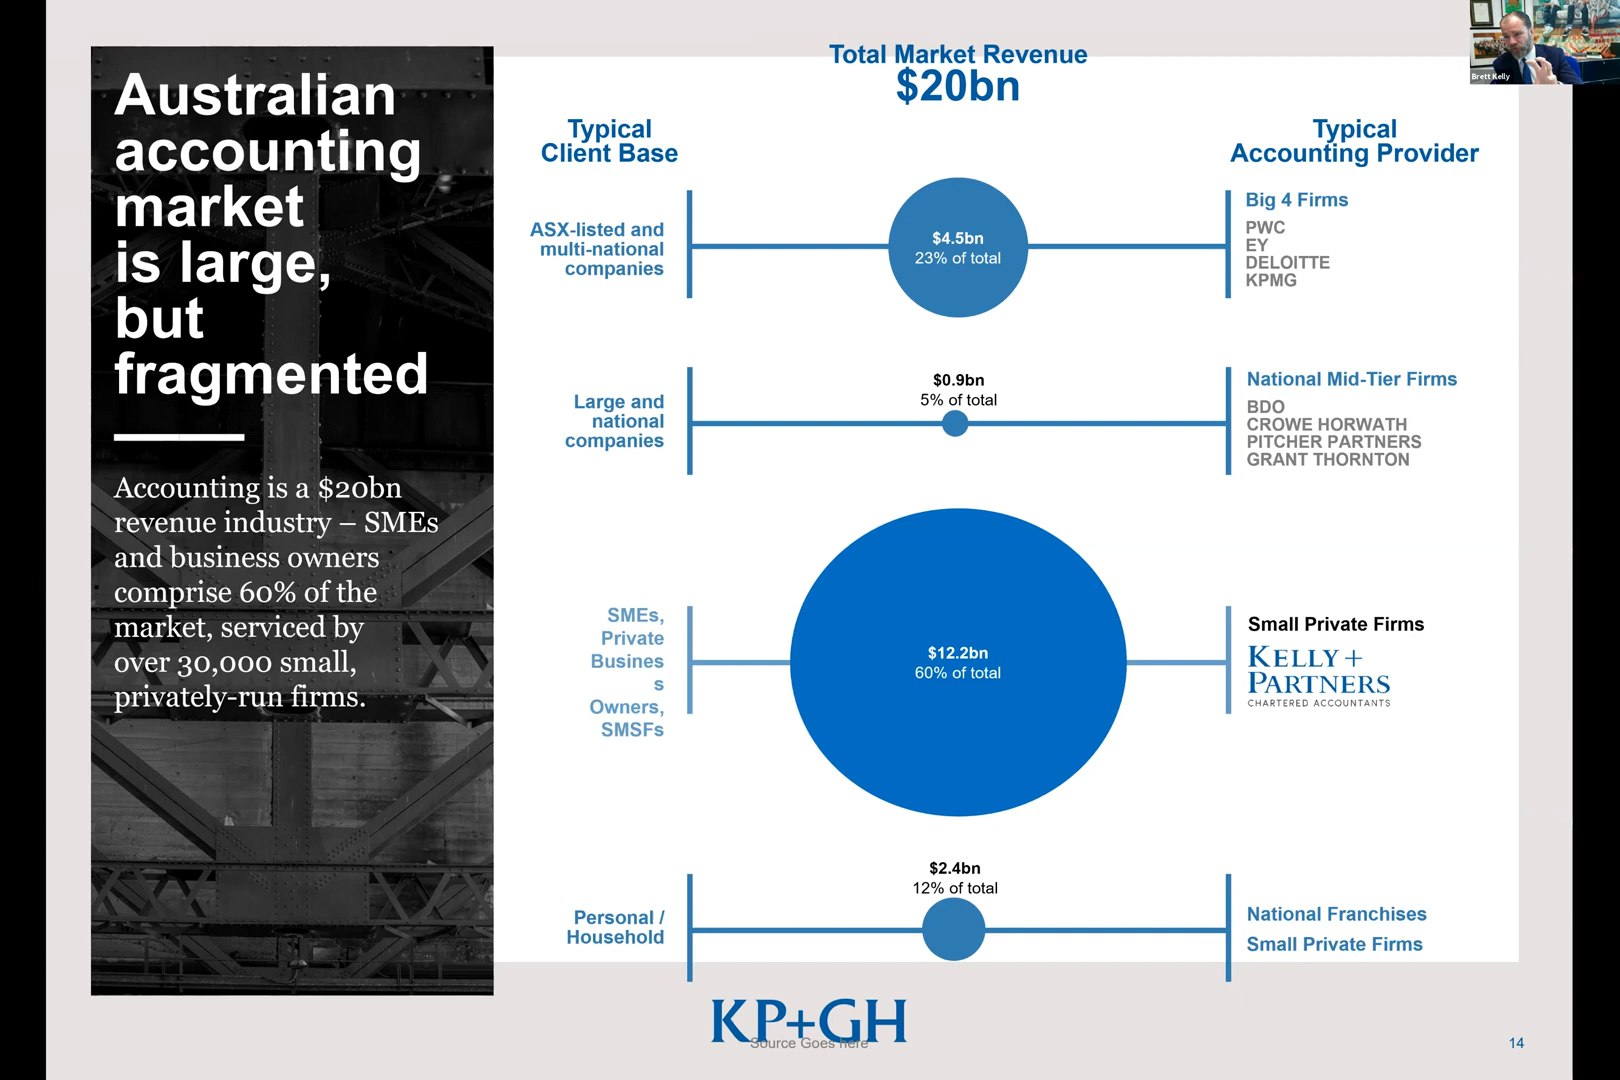 Australian
accounting
market
is large,
but
fragmented
Accounting is a $20bn
revenue industry – SMEs
and business owners
comprise 60% of the
market, serviced by
over 30,000 small,
privately-run firms.
Total Market Revenue
$20bn
Typical
Client Base
Typical
Accounting Provider
ASX-listed and
multi-national
companies
$4.5bn
23% of total
Big 4 Firms
PWC
EY
DELOITTE
KPMG
Large and
national
companies
$0.9bn
5% of total
National Mid-Tier Firms
BDO
CROWE HORWATH
PITCHER PARTNERS
GRANT THORNTON
SMEs,
Private
Busines
s
Owners,
SMSFs
$12.2bn
60% of total
Small Private Firms
KELLY+
PARTNERS
CHARTERED ACCOUNTANTS
Personal /
Household
$2.4bn
12% of total
National Franchises
Small Private Firms
KP+GH
Source Goes here
14
Brett Kelly